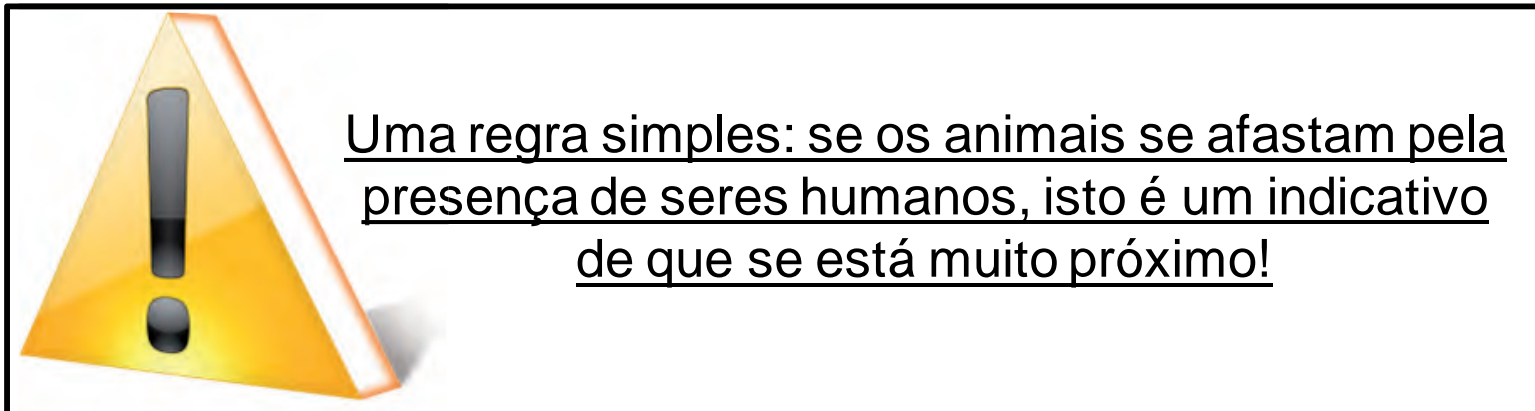 Uma regra simples: se os animais se afastam pela
presença de seres humanos, isto é um indicativo
de que se está muito próximo!